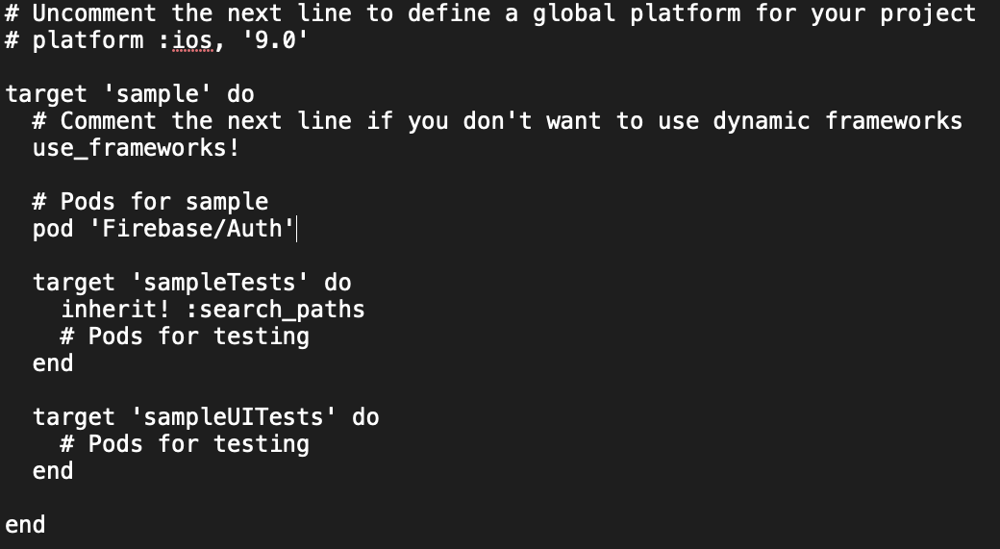 # Uncomment the next line to define a global platform for your project
# platform :ios, '9.0'
target 'sample' do
# Comment the next line if you don't want to use dynamic frameworks
use_frameworks!
# Pods for sample
pod 'Firebase/Auth'
target 'sampleTests' do
inherit! :search_paths
# Pods for testing
end
target 'sampleUITests' do
# Pods for testing
end
end